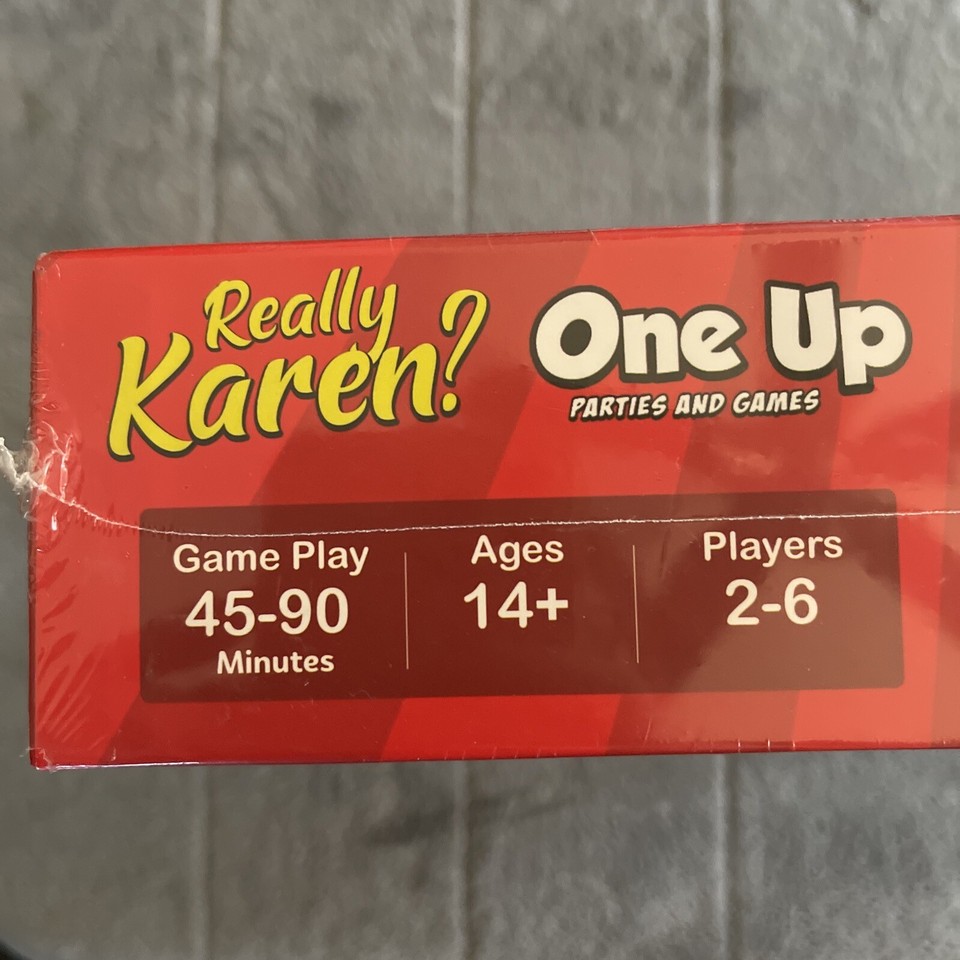 Really
Karen?
One Up
PARTIES AND GAMES
Game Play
45-90
Minutes
Ages
14+
Players
2-6